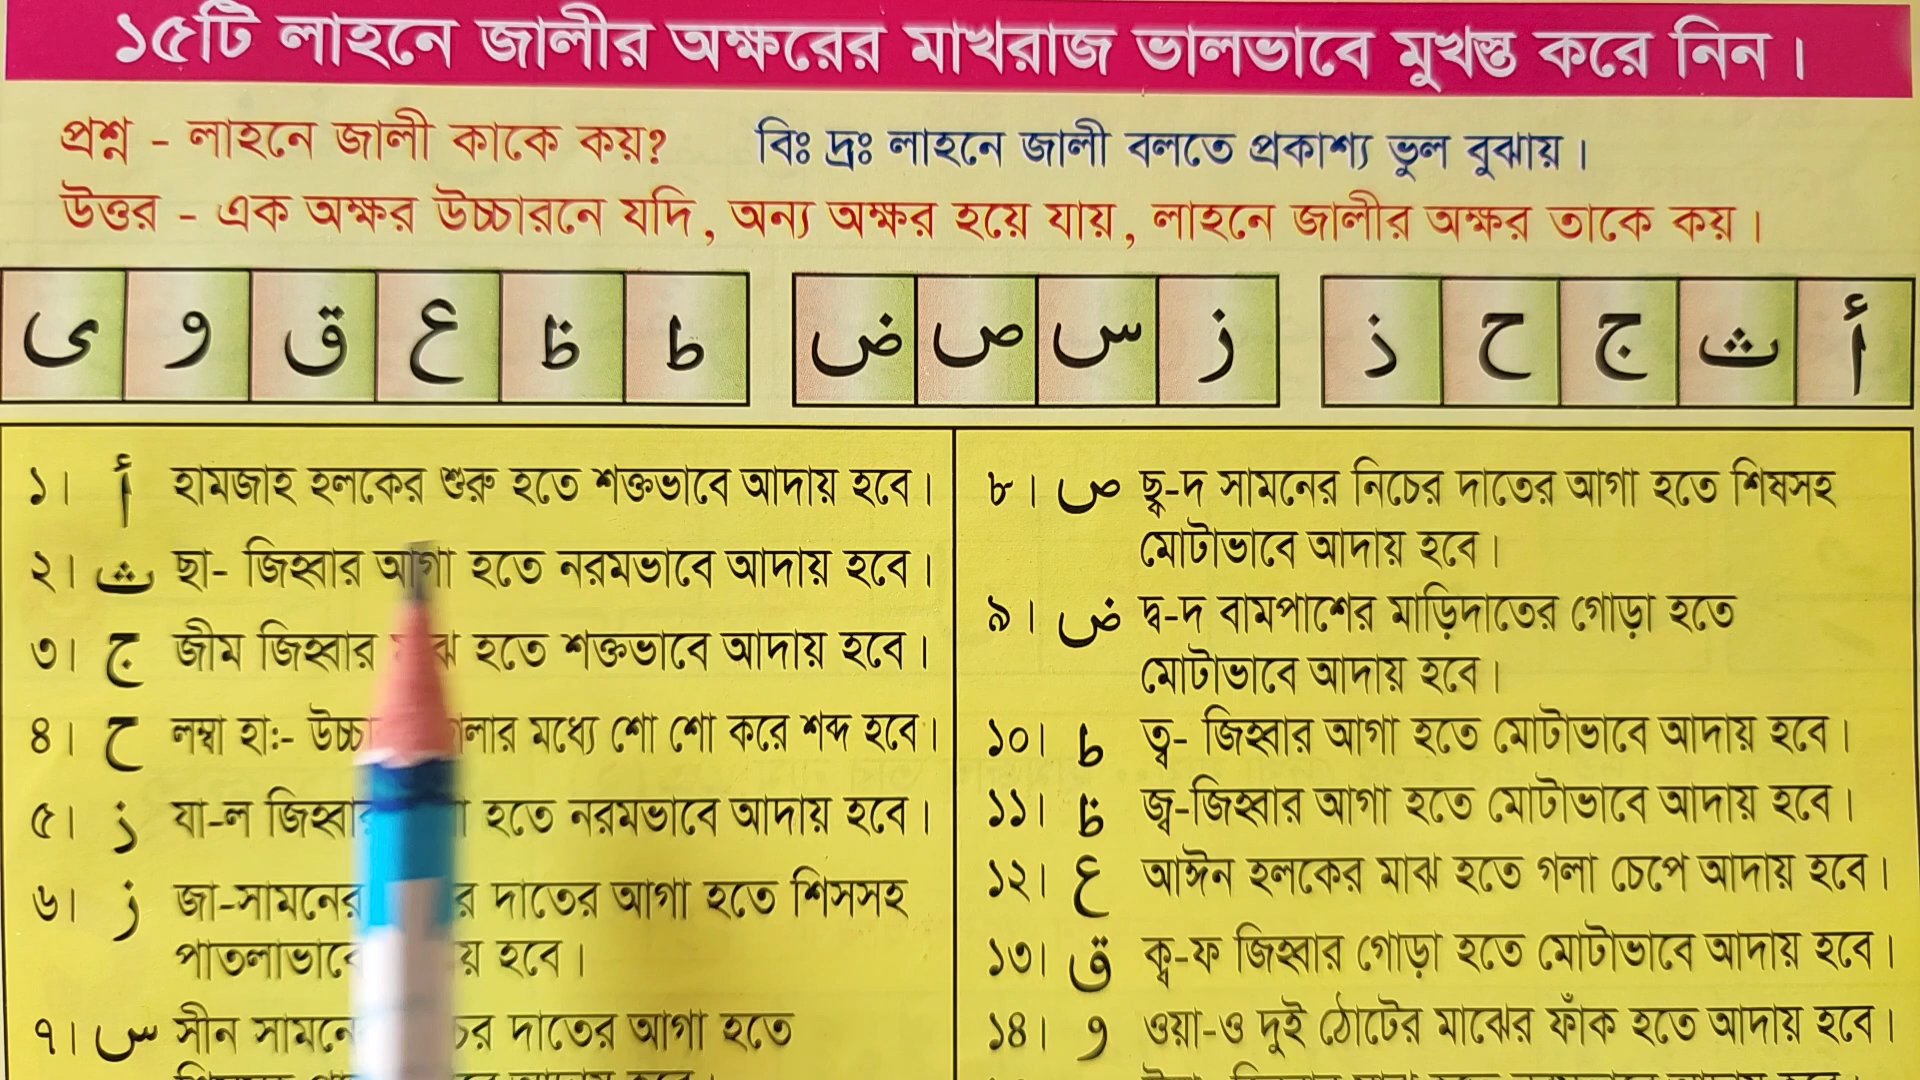 ১৫টি লাহনে জালীর অক্ষরের মাখরাজ ভালভাবে মুখস্ত করে নিন।
প্রশ্ন - লাহনে জালী কাকে কয়? বিঃ দ্রঃ লাহনে জালী বলতে প্রকাশ্য ভুল বুঝায়।
উত্তর - এক অক্ষর উচ্চারনে যদি, অন্য অক্ষর হয়ে যায়, লাহনে জালীর অক্ষর তাকে কয়।
أ ث ج ح ذ ز س ص ض ط ظ ع ق و ى
১। أ হামজাহ হলকের শুরু হতে শক্তভাবে আদায় হবে।
২। ث ছা- জিহ্বার আগা হতে নরমভাবে আদায় হবে।
৩। ج জীম জিহ্বার হতে শক্তভাবে আদায় হবে।
৪। ح লম্বা হাঃ- মধ্যে শো শো করে শব্দ হবে।
৫। ذ যা-ল হতে নরমভাবে আদায় হবে।
৬। ز জা-সামনের দাতের আগা হতে শিসসহ
হবে।
৭। س সীন দাতের আগা হতে
৮। ص ছ্ব-দ সামনের নিচের দাতের আগা হতে শিষসহ
মোটাভাবে আদায় হবে।
৯। ض দ্ব-দ বামপাশের মাড়িদাতের গোড়া হতে
মোটাভাবে আদায় হবে।
১০। ط ত্ব- জিহ্বার আগা হতে মোটাভাবে আদায় হবে।
১১। ظ জ্ব-জিহ্বার আগা হতে মোটাভাবে আদায় হবে।
১২। ع আঈন হলকের মাঝ হতে গলা চেপে আদায় হবে।
১৩। ق ক্ব-ফ জিহ্বার গোড়া হতে মোটাভাবে আদায় হবে।
১৪। و ওয়া-ও দুই ঠোটের মাঝের ফাঁক হতে আদায় হবে।